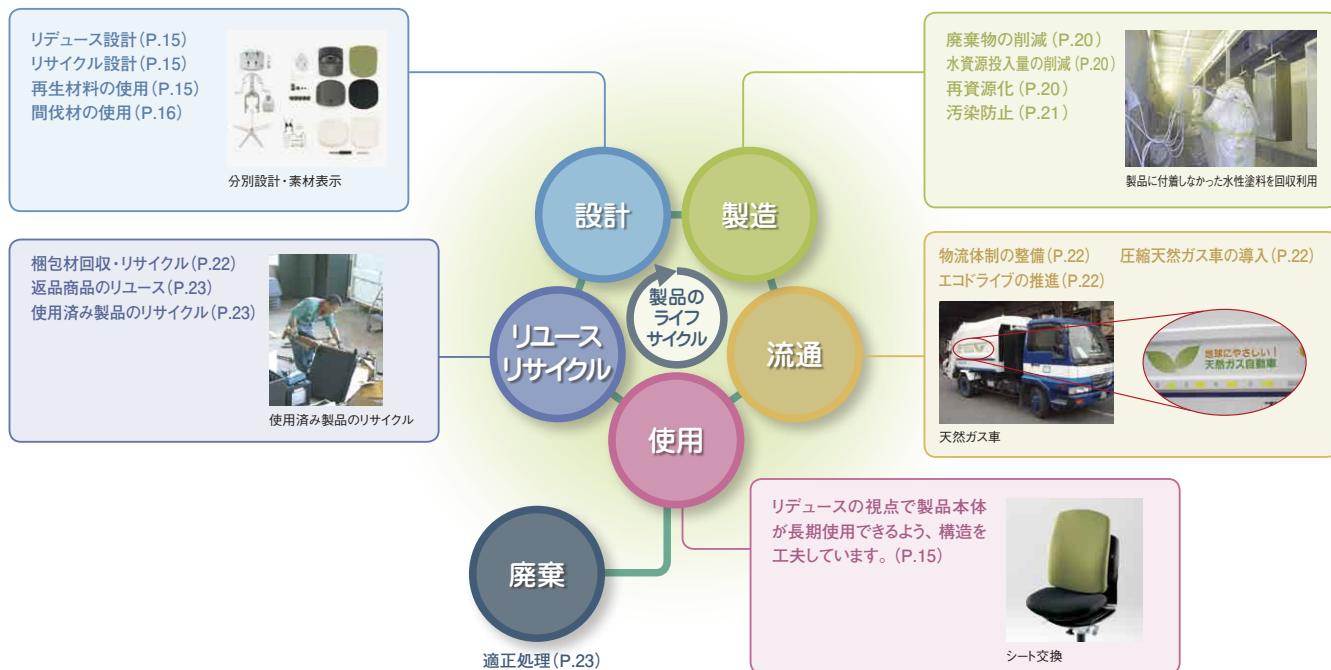 リデュース設計(P.15)
リサイクル設計(P.15)
再生材料の使用(P.15)
間伐材の使用(P.16)
分別設計・素材表示
廃棄物の削減(P.20)
水資源投入量の削減(P.20)
再資源化(P.20)
汚染防止(P.21)
製品に付着しなかった水性塗料を回収利用
設計
製造
製品の
ライフ
サイクル
リユース
リサイクル
流通
使用
廃棄
適正処理(P.23)
梱包材回収・リサイクル(P.22)
返品商品のリユース(P.23)
使用済み製品のリサイクル(P.23)
使用済み製品のリサイクル
物流体制の整備(P.22) 圧縮天然ガス車の導入(P.22)
エコドライブの推進(P.22)
地球にやさしい!
天然ガス自動車
天然ガス車
リデュースの視点で製品本体
が長期使用できるよう、構造を
工夫しています。(P.15)
シート交換